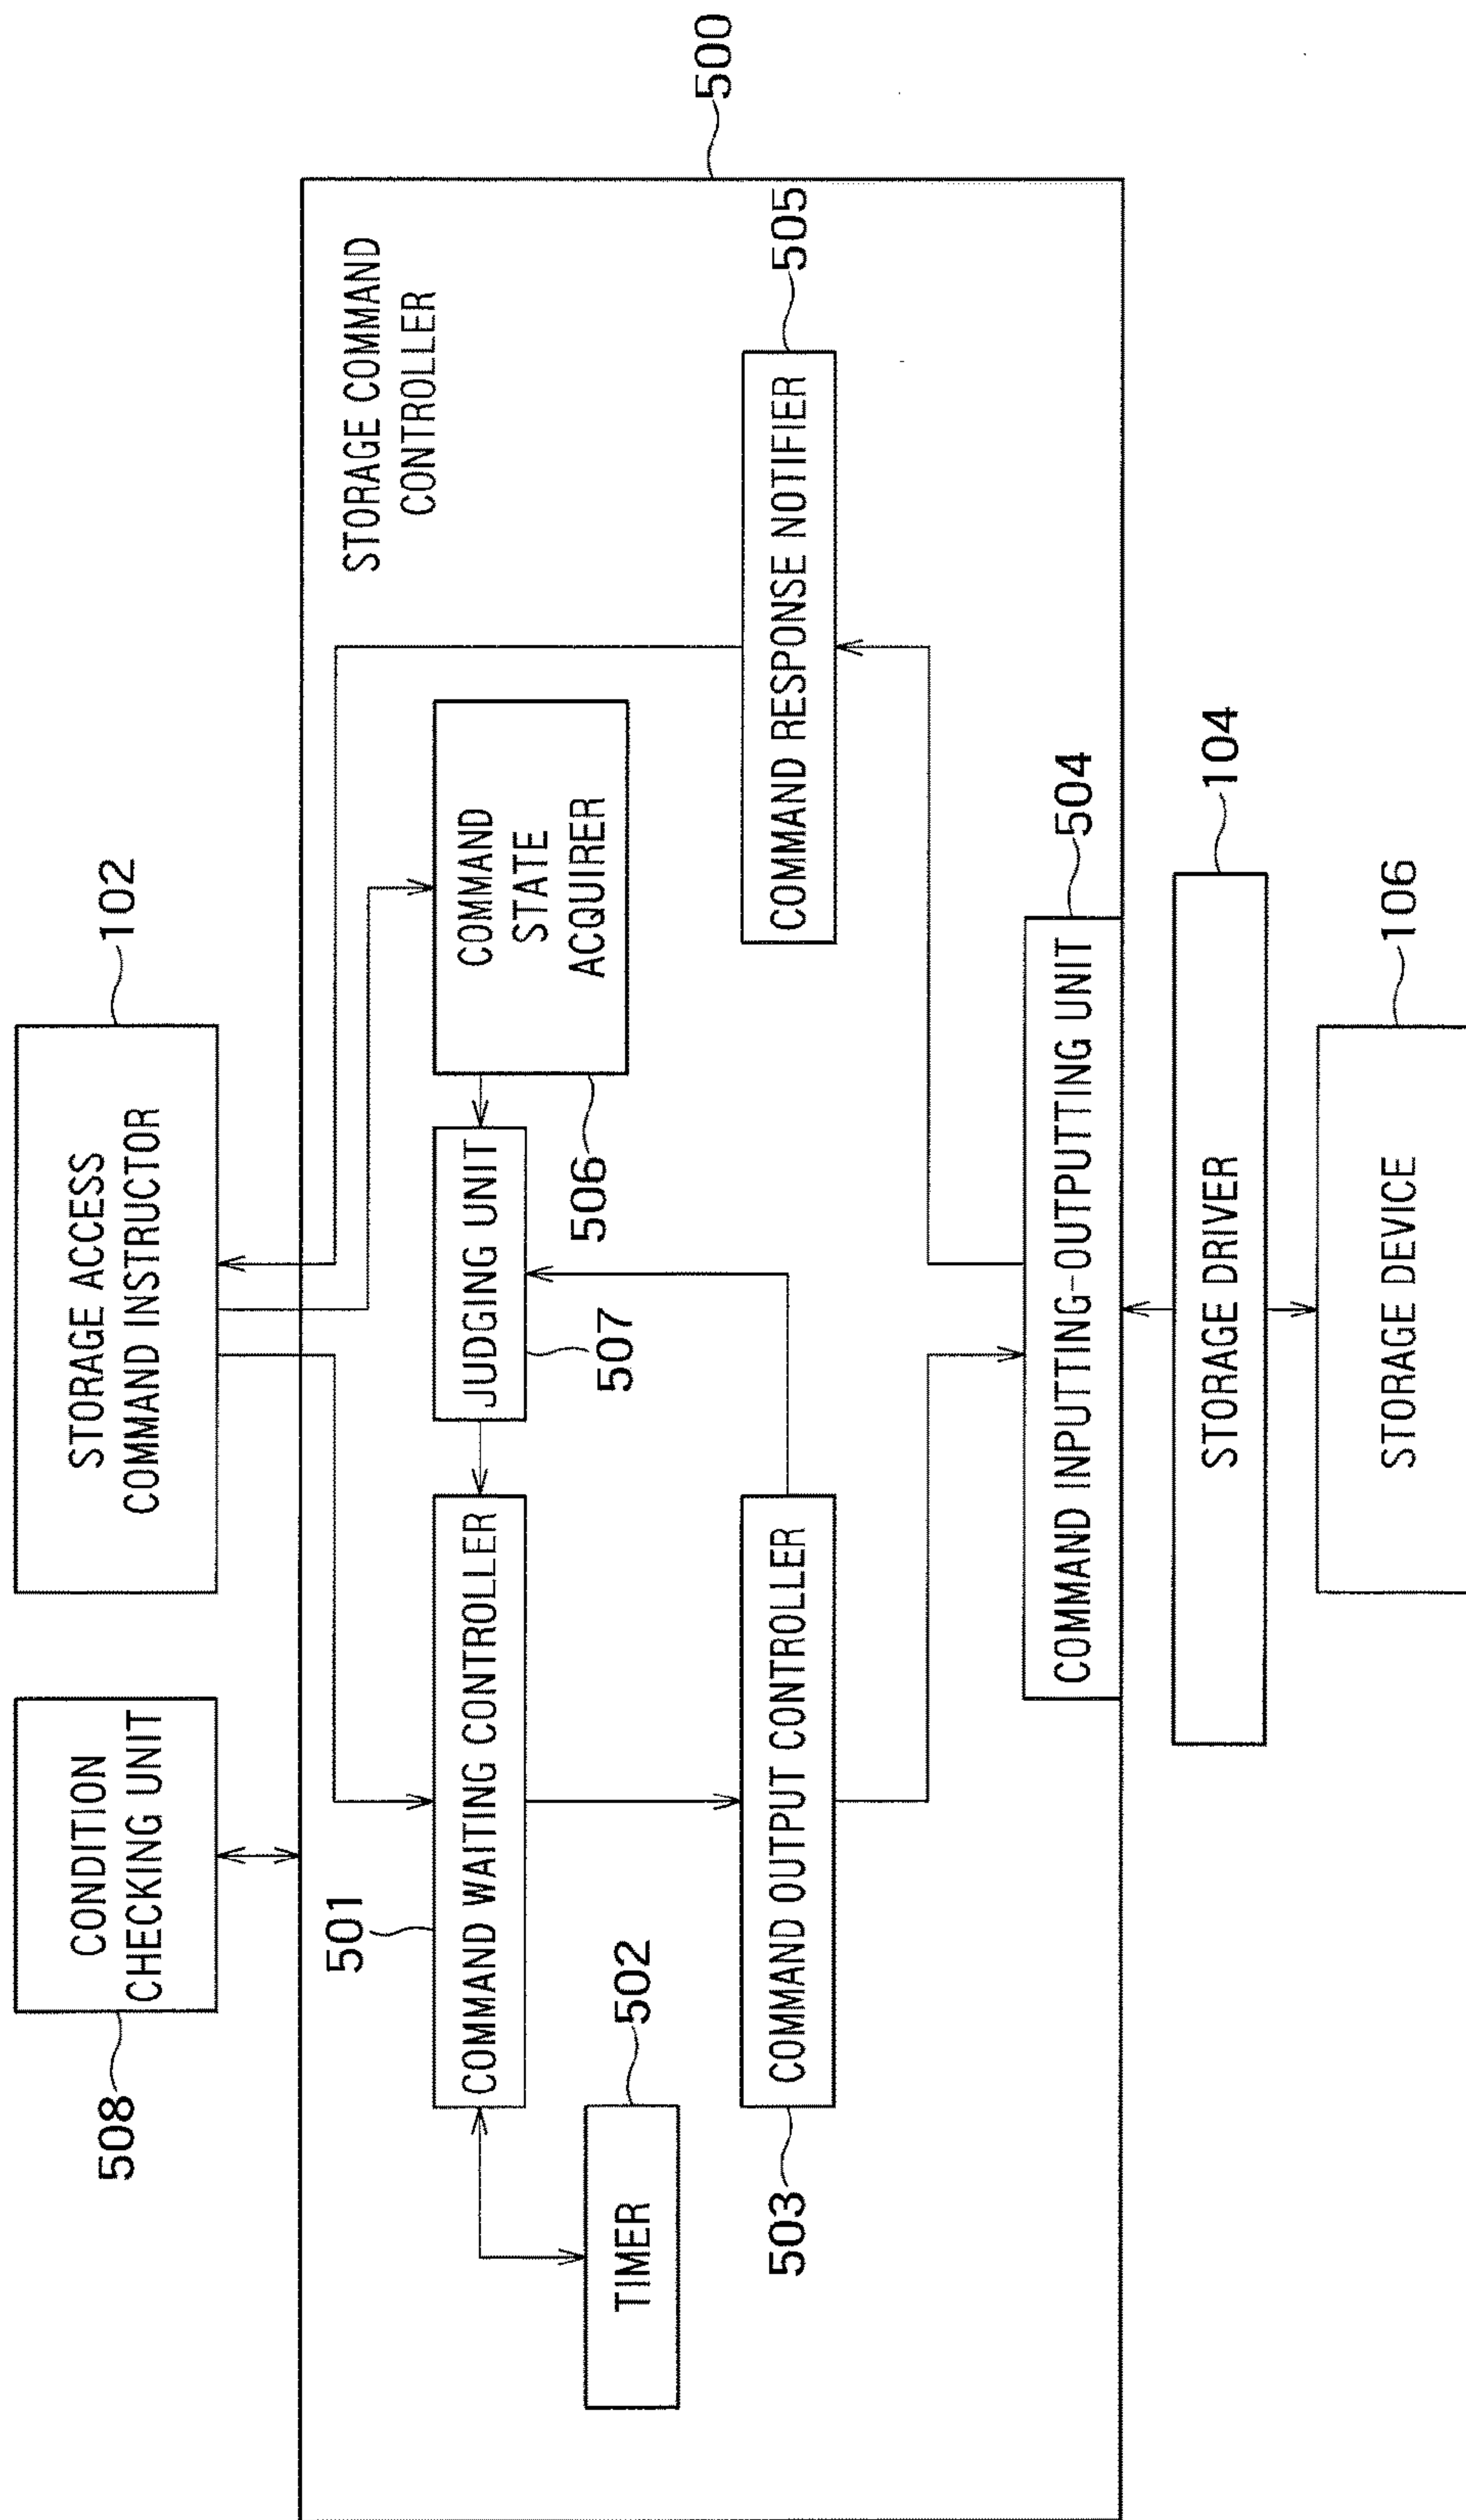 508
CONDITION
CHECKING UNIT
102
STORAGE ACCESS
COMMAND INSTRUCTOR
500
STORAGE COMMAND
CONTROLLER
501
COMMAND WAITING CONTROLLER
JUDGING UNIT
507
COMMAND
STATE
ACQUIRER
506
TIMER
502
503
COMMAND OUTPUT CONTROLLER
COMMAND RESPONSE NOTIFIER
505
COMMAND INPUTTING-OUTPUTING UNIT
504
STORAGE DRIVER
104
STORAGE DEVICE
106